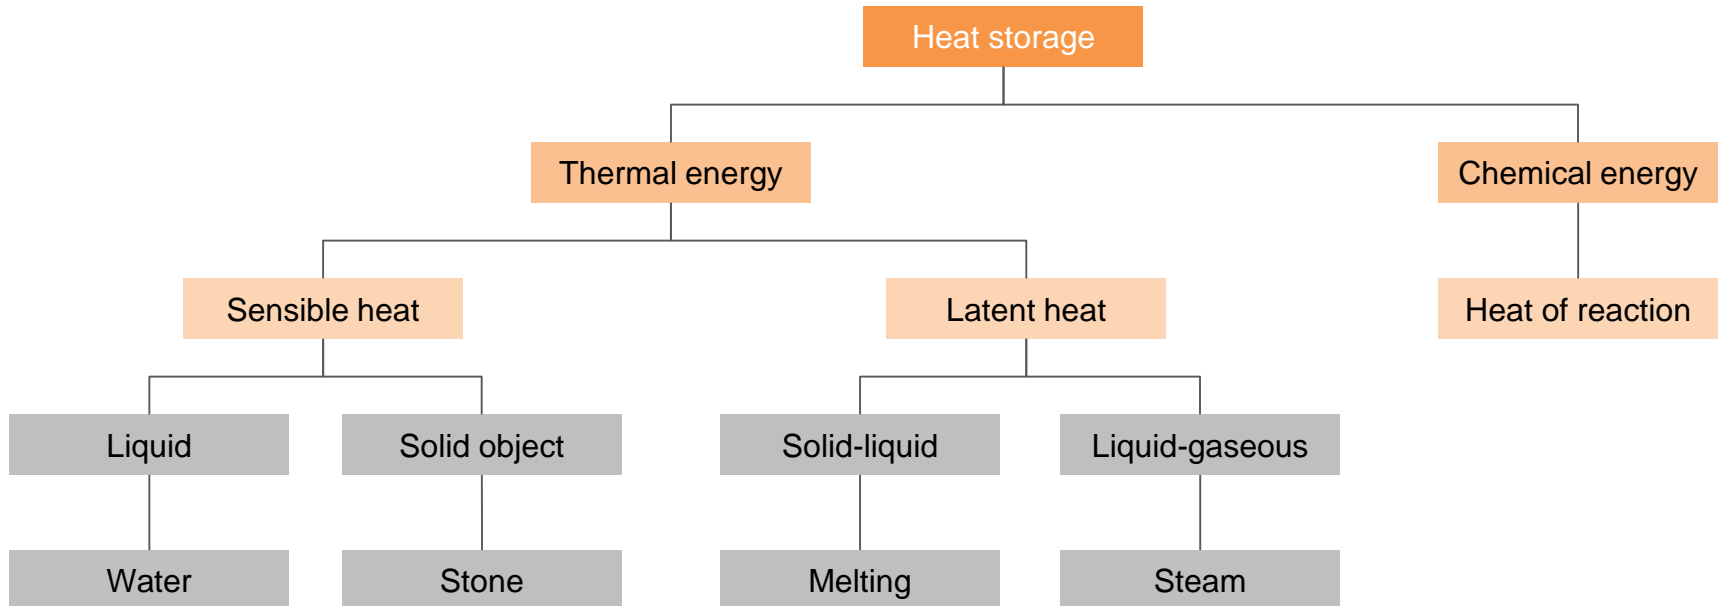 Heat storage
Thermal energy
Chemical energy
Sensible heat
Latent heat
Heat of reaction
Liquid
Solid object
Solid-liquid
Liquid-gaseous
Water
Stone
Melting
Steam